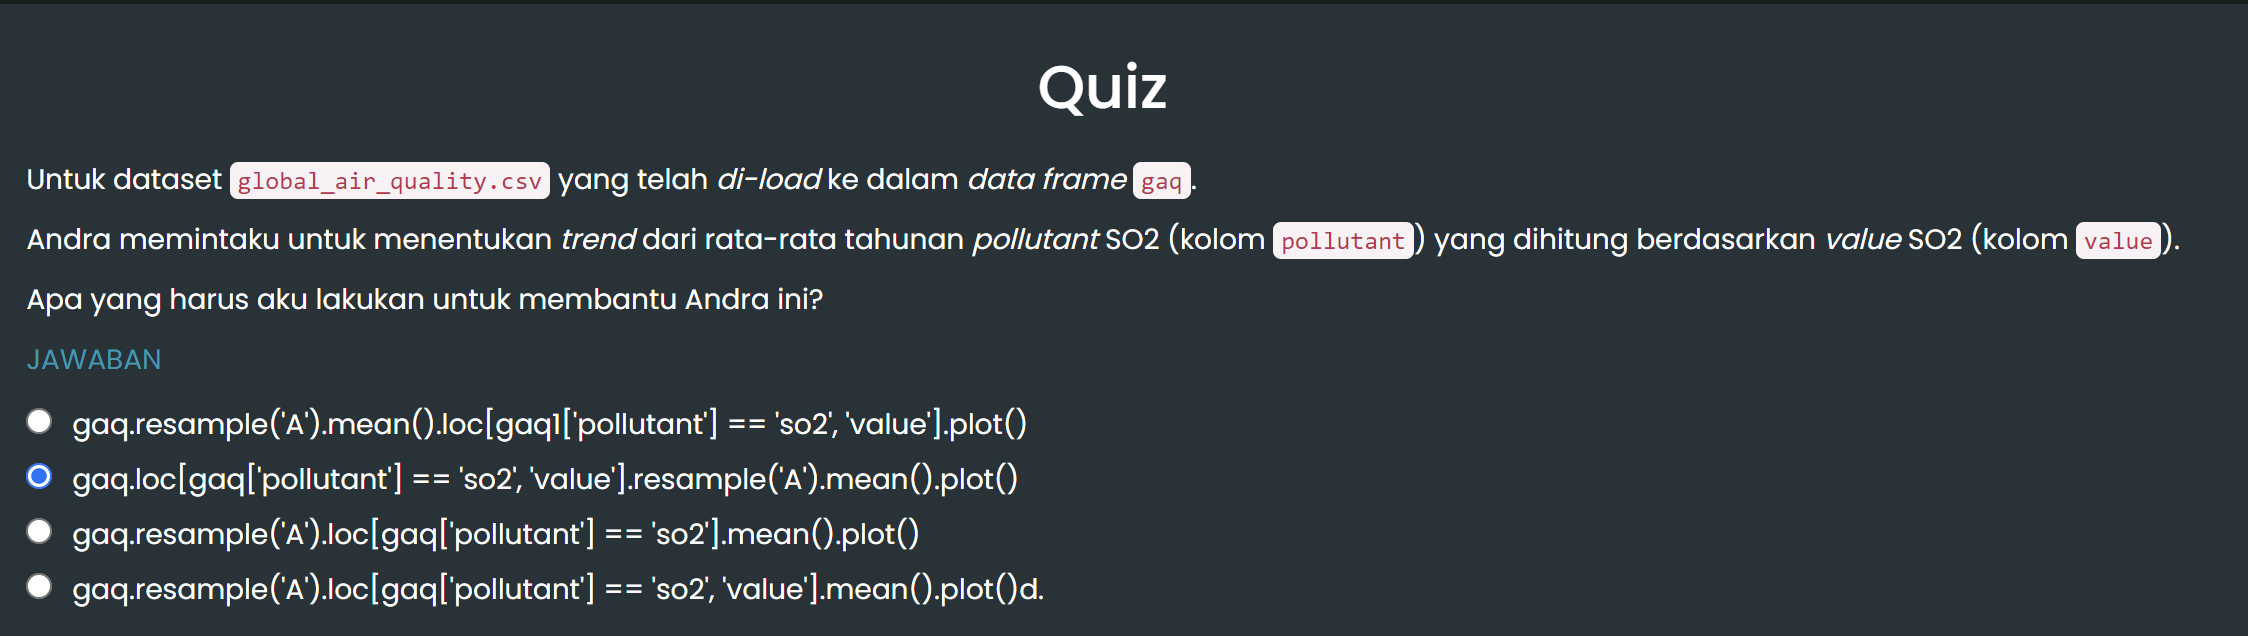 Quiz
Untuk dataset global_air_quality.csv yang telah di-load ke dalam data frame gaq.
Andra memintaku untuk menentukan trend dari rata-rata tahunan pollutant SO2 (kolom pollutant) yang dihitung berdasarkan value SO2 (kolom value).
Apa yang harus aku lakukan untuk membantu Andra ini?
JAWABAN
gaq.resample('A').mean().loc[gaq1['pollutant'] == 'so2', 'value'].plot()
gaq.loc[gaq['pollutant'] == 'so2', 'value'].resample('A').mean().plot()
gaq.resample('A').loc[gaq['pollutant'] == 'so2'].mean().plot()
gaq.resample('A').loc[gaq['pollutant'] == 'so2', 'value'].mean().plot()d.